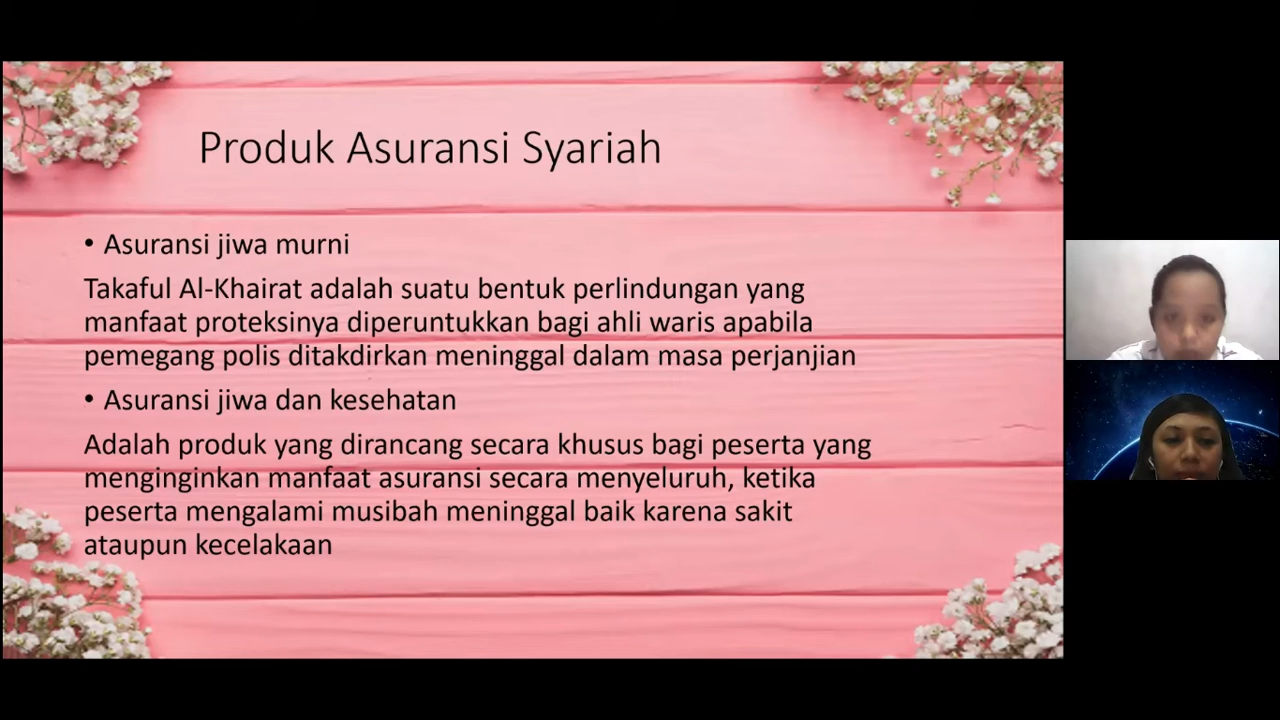 Produk Asuransi Syariah
• Asuransi jiwa murni
Takaful Al-Khairat adalah suatu bentuk perlindungan yang
manfaat proteksinya diperuntukkan bagi ahli waris apabila
pemegang polis ditakdirkan meninggal dalam masa perjanjian
• Asuransi jiwa dan kesehatan
Adalah produk yang dirancang secara khusus bagi peserta yang
menginginkan manfaat asuransi secara menyeluruh, ketika
peserta mengalami musibah meninggal baik karena sakit
ataupun kecelakaan